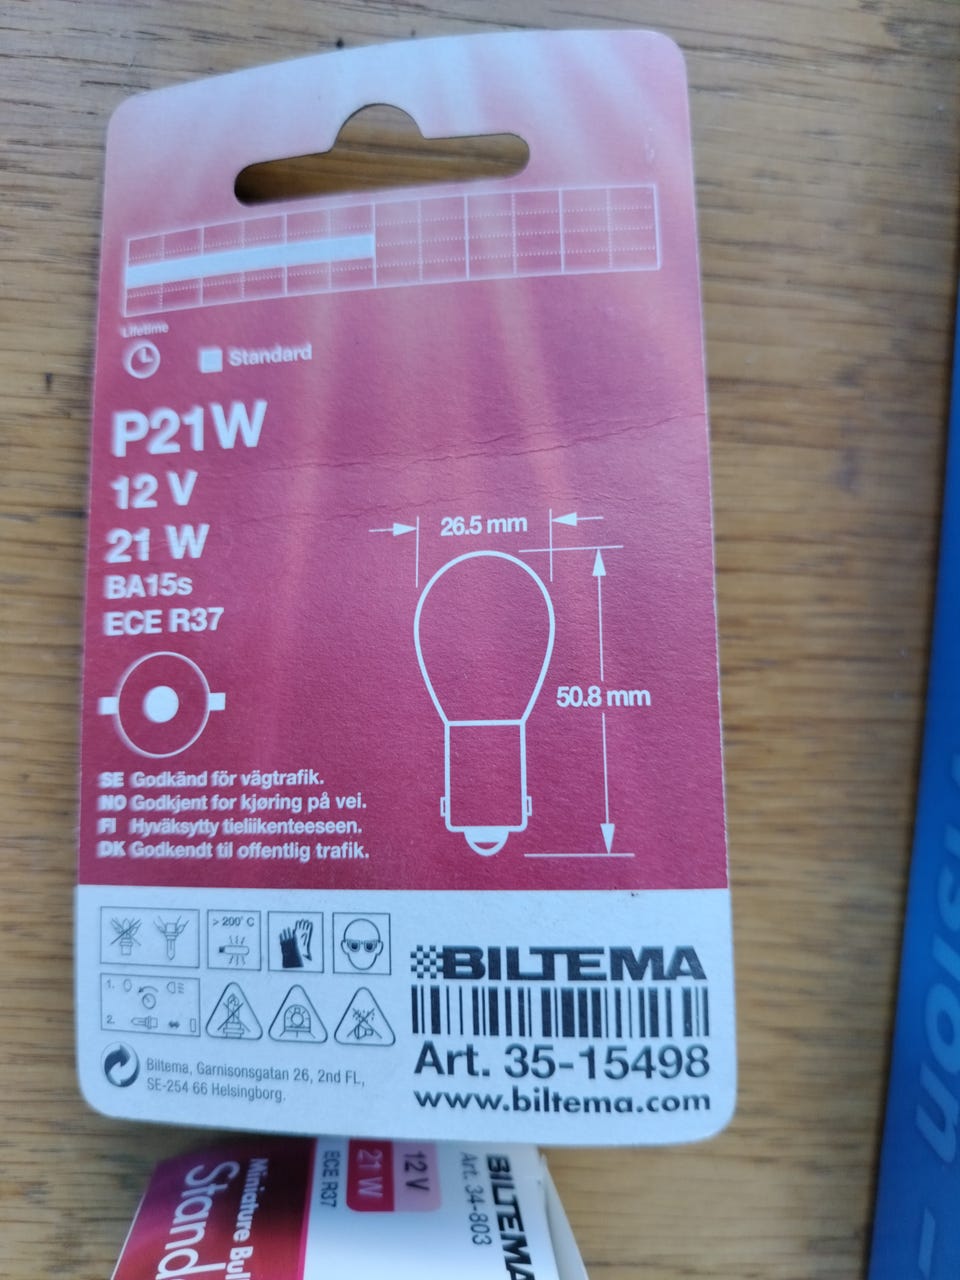 Lifetime
Standard
P21W
12 V
21 W
BA15s
ECE R37
26.5 mm
50.8 mm
SE Godkänd för vägtrafik.
NO Godkjent for kjøring på vei.
FI Hyväksytty tieliikenteeseen.
DK Godkendt til offentlig trafik.
> 200° C
1.
2.
BILTEMA
Art. 35-15498
www.biltema.com
Biltema, Garnisonsgatan 26, 2nd FL,
SE-254 66 Helsingborg.
BILTEMA
Art. 34-803
12 V
21 W
ECE R37
Miniature Bul
Stand
sion –